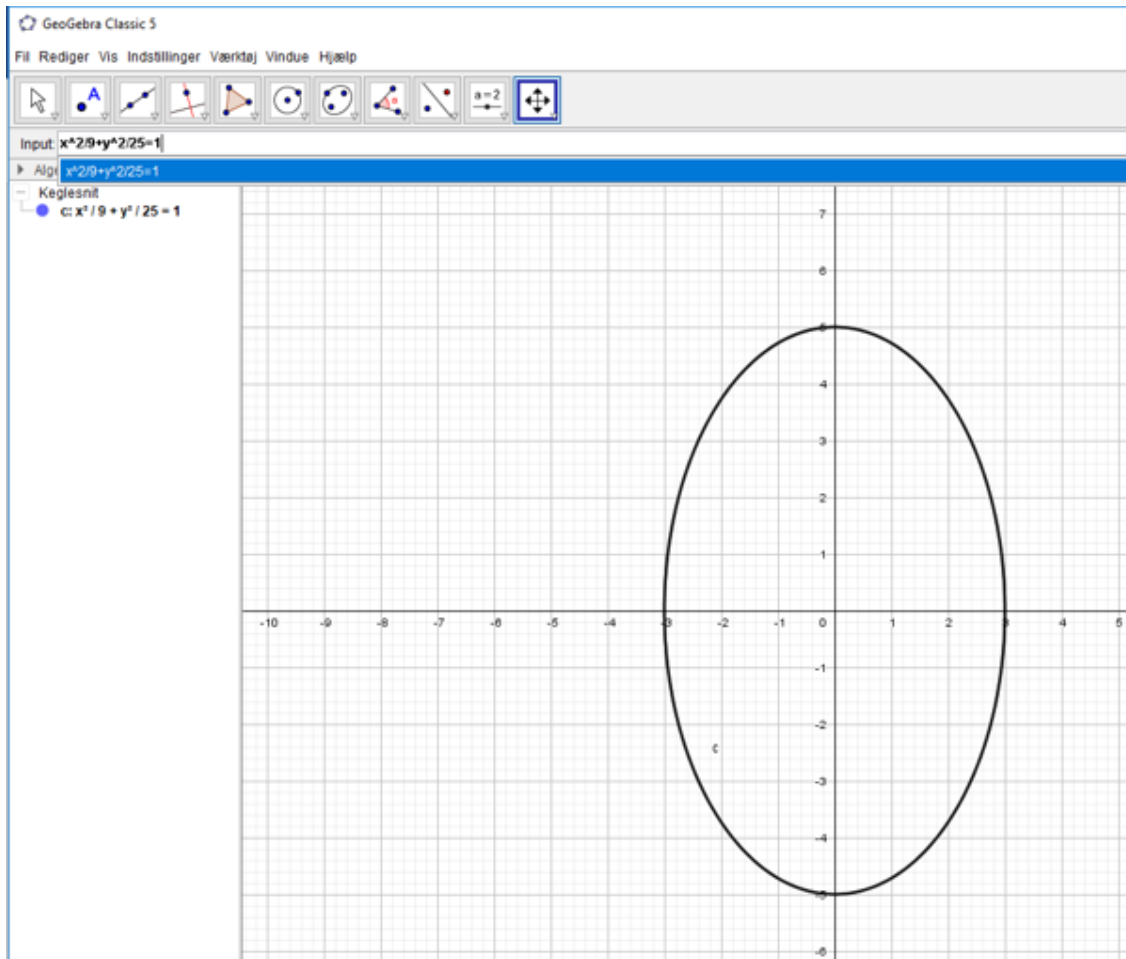 GeoGebra Classic 5
Fil Rediger Vis Indstillinger Værktøj Vindue Hjælp
A
a=2
Input: x^2/9+y^2/25=1
x^2/9+y^2/25=1
Keglesnit
c: x² / 9 + y² / 25 = 1
7
6
5
4
3
2
1
-10 -9 -8 -7 -6 -5 -4 -3 -2 -1 0 1 2 3 4 5
-1
-2
c
-3
-4
-5
-6